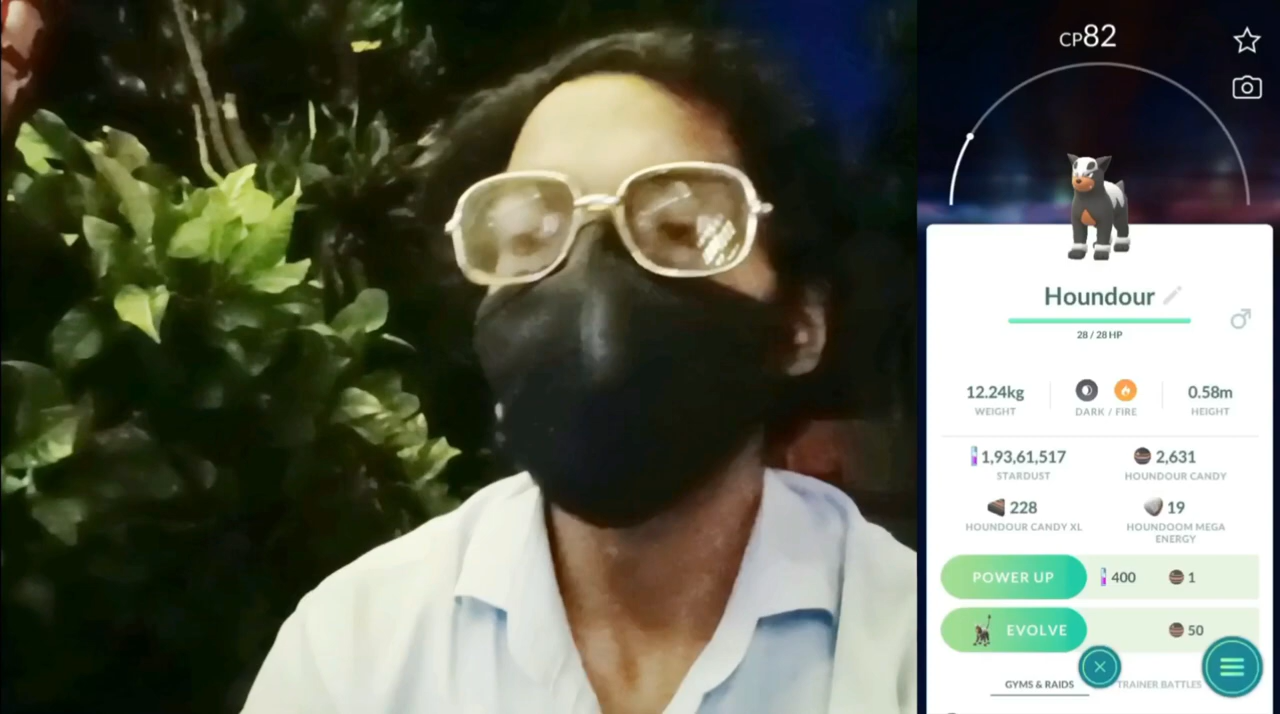 CP82
Houndour
28 / 28 HP
12.24kg
WEIGHT
DARK / FIRE
0.58m
HEIGHT
1,93,61,517
STARDUST
2,631
HOUNDOUR CANDY
228
HOUNDOUR CANDY XL
19
HOUNDOOM MEGA
ENERGY
POWER UP 400 1
EVOLVE 50
GYMS & RAIDS TRAINER BATTLES